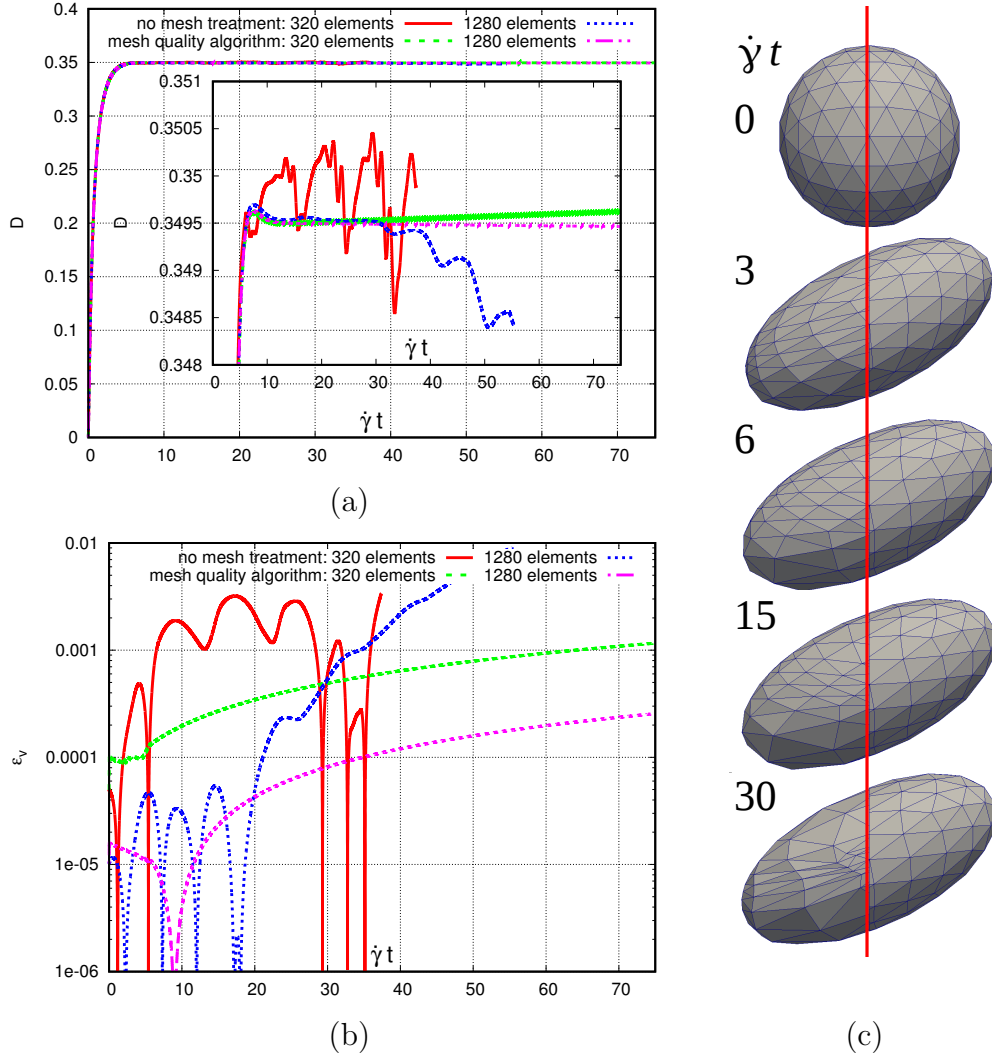 0.4
0.35
0.3
0.25
0.2
0.15
0.1
0.05
0
D
no mesh treatment: 320 elements
1280 elements
mesh quality algorithm: 320 elements
1280 elements
0.351
0.3505
0.35
0.3495
0.349
0.3485
0.348
D
0 10 20 30 40 50 60 70
γ̇ t
0 10 20 30 40 50 60 70
γ̇ t
(a)
0.01
0.001
0.0001
1e-05
1e-06
ε_v
no mesh treatment: 320 elements
1280 elements
mesh quality algorithm: 320 elements
1280 elements
γ̇ t
0 10 20 30 40 50 60 70
(b)
γ̇ t
0
3
6
15
30
(c)